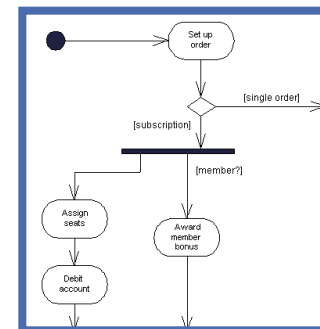 Set up
order
[single order]
[subscription]
[member?]
Assign
seats
Award
member
bonus
Debit
account